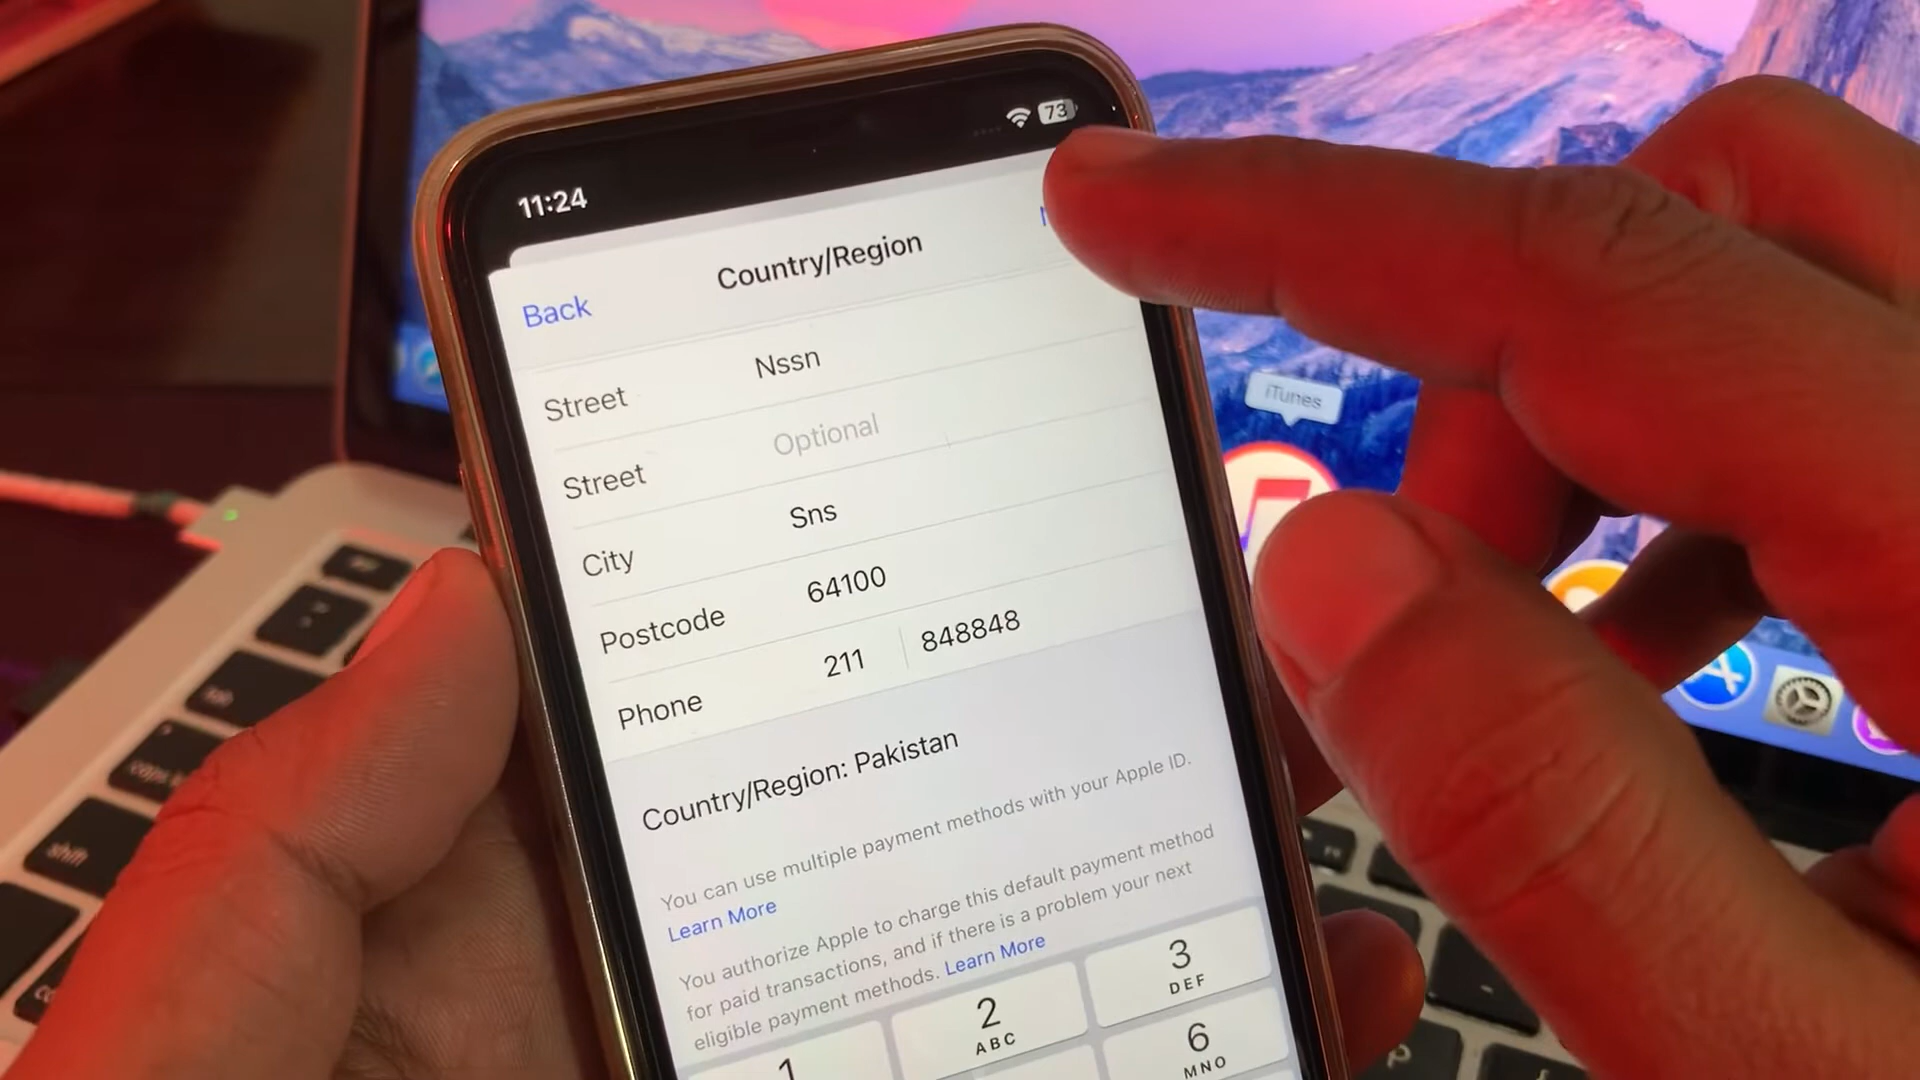 73
11:24
Country/Region
Back
Street Nssn
Street Optional
City Sns
Postcode 64100
Phone 211 848848
Country/Region: Pakistan
You can use multiple payment methods with your Apple ID.
Learn More
You authorize Apple to charge this default payment method
for paid transactions, and if there is a problem your next
eligible payment methods. Learn More
1
2 ABC
3 DEF
6 MNO
iTunes
shift
P